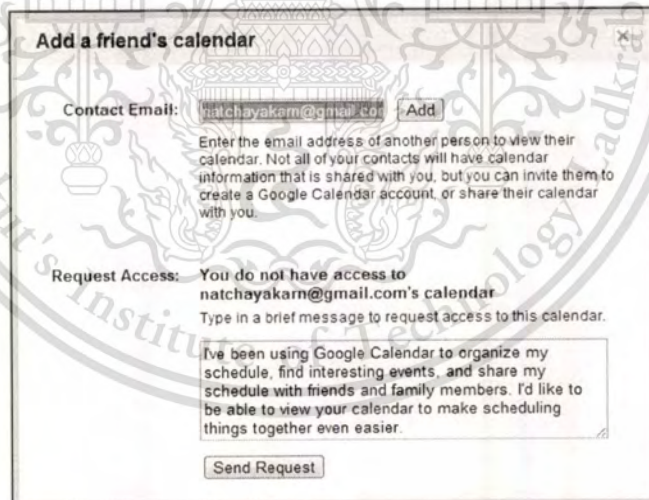 Add a friend's calendar
×
Contact Email: natchayakarn@gmail.cor Add
Enter the email address of another person to view their
calendar. Not all of your contacts will have calendar
information that is shared with you, but you can invite them to
create a Google Calendar account, or share their calendar
with you.
Request Access: You do not have access to
natchayakarn@gmail.com's calendar
Type in a brief message to request access to this calendar.
I've been using Google Calendar to organize my
schedule, find interesting events, and share my
schedule with friends and family members. I'd like to
be able to view your calendar to make scheduling
things together even easier.
Send Request
Institute of Technology Ladkrab